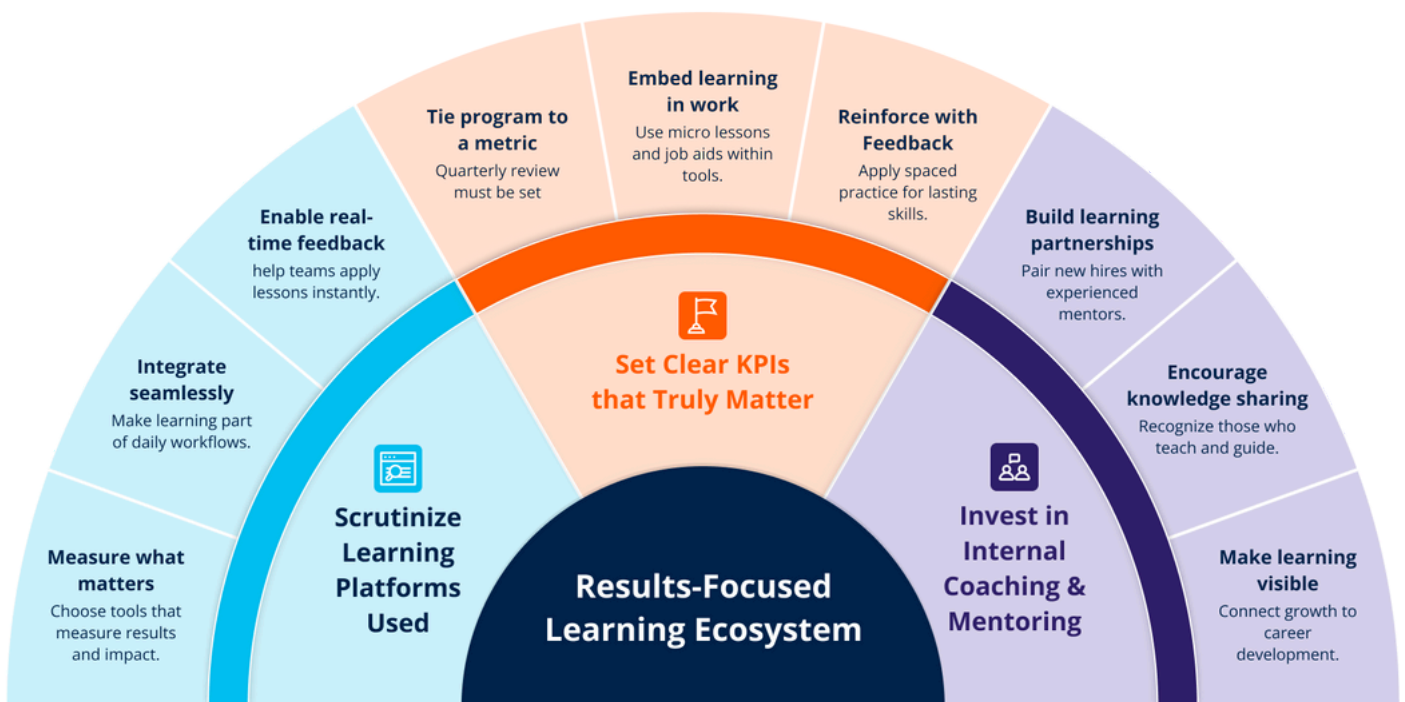 Measure what
matters
Choose tools that
measure results
and impact.
Integrate
seamlessly
Make learning part
of daily workflows.
Enable real-
time feedback
help teams apply
lessons instantly.
Tie program to
a metric
Quarterly review
must be set
Embed learning
in work
Use micro lessons
and job aids within
tools.
Reinforce with
Feedback
Apply spaced
practice for lasting
skills.
Build learning
partnerships
Pair new hires with
experienced
mentors.
Encourage
knowledge sharing
Recognize those who
teach and guide.
Make learning
visible
Connect growth to
career
development.
Scrutinize
Learning
Platforms
Used
Set Clear KPIs
that Truly Matter
Invest in
Internal
Coaching &
Mentoring
Results-Focused
Learning Ecosystem